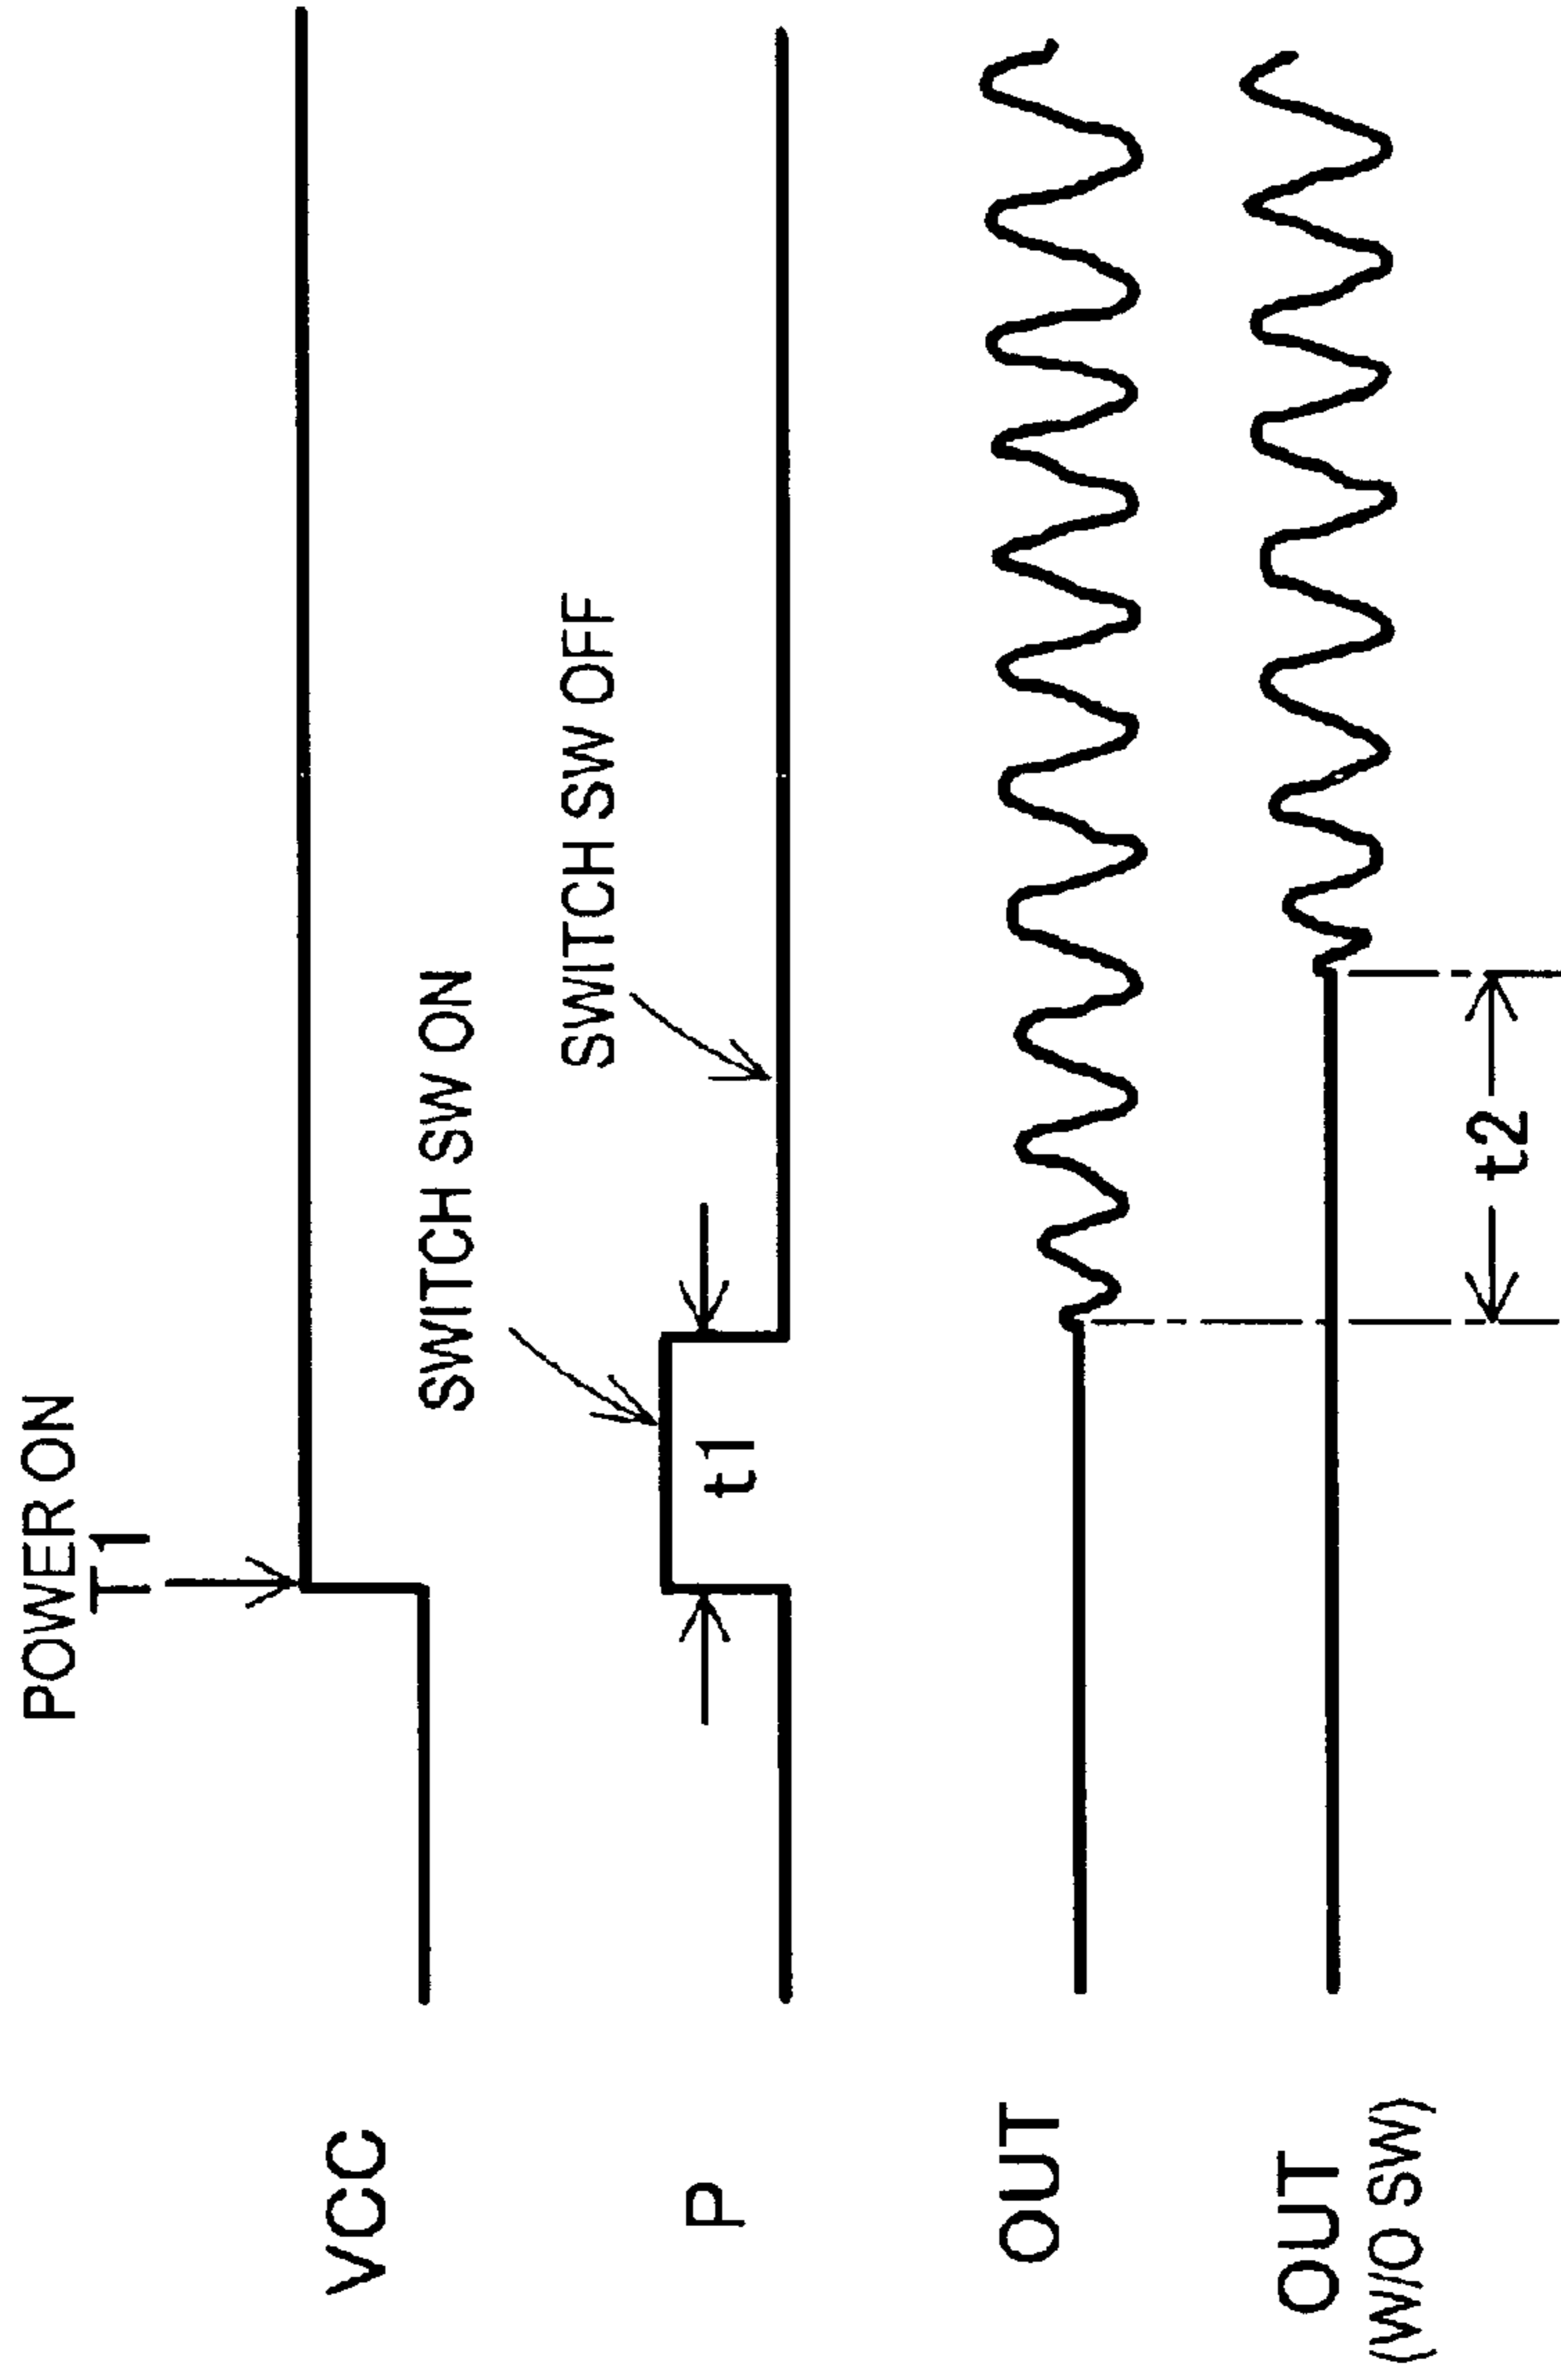 POWER ON
T1
VCC
SWITCH SW ON
SWITCH SW OFF
P
t1
OUT
OUT
(W/O SW)
t2